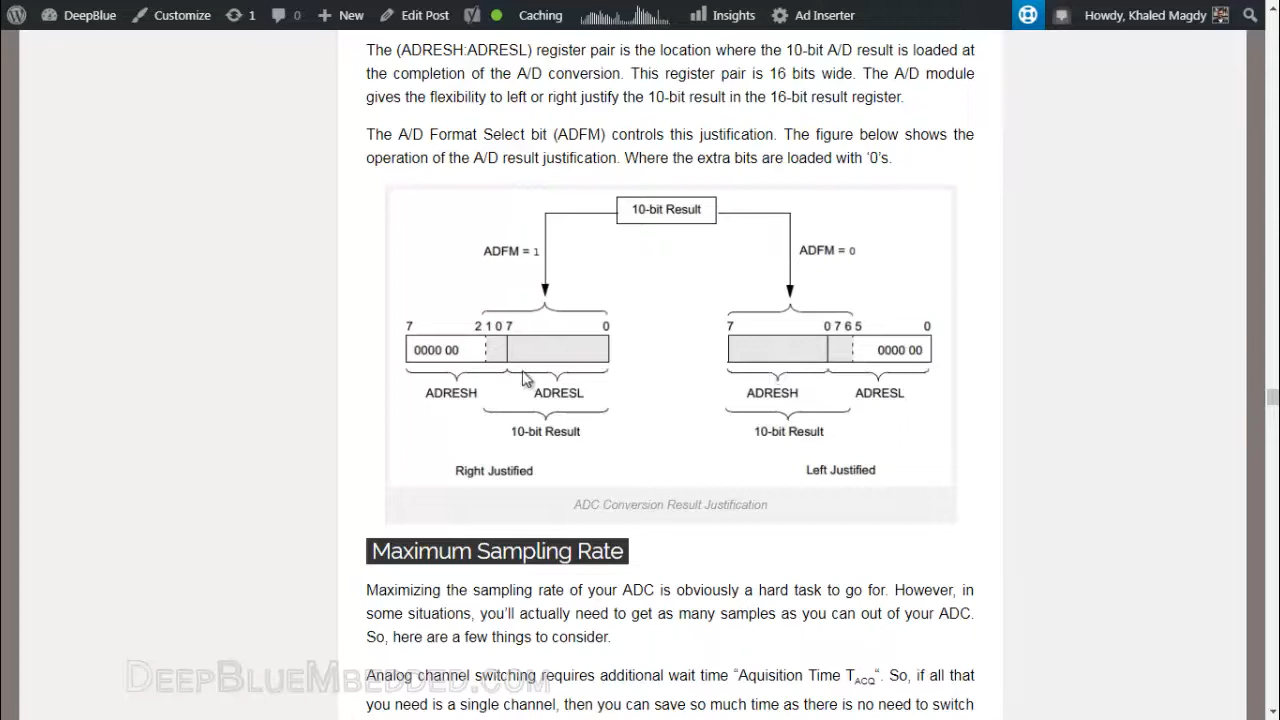 DeepBlue Customize 1 0 New Edit Post Caching Insights Ad Inserter Howdy, Khaled Magdy
The (ADRESH:ADRESL) register pair is the location where the 10-bit A/D result is loaded at
the completion of the A/D conversion. This register pair is 16 bits wide. The A/D module
gives the flexibility to left or right justify the 10-bit result in the 16-bit result register.
The A/D Format Select bit (ADFM) controls this justification. The figure below shows the
operation of the A/D result justification. Where the extra bits are loaded with '0's.
10-bit Result
ADFM = 1 ADFM = 0
7 2 1 0 7 0 7 0 7 6 5 0
0000 00 0000 00
ADRESH ADRESL ADRESH ADRESL
10-bit Result 10-bit Result
Right Justified Left Justified
ADC Conversion Result Justification
Maximum Sampling Rate
Maximizing the sampling rate of your ADC is obviously a hard task to go for. However, in
some situations, you'll actually need to get as many samples as you can out of your ADC.
So, here are a few things to consider.
Analog channel switching requires additional wait time "Aquisition Time TACQ". So, if all that
you need is a single channel, then you can save so much time as there is no need to switch
DeepBlueMbedded.com